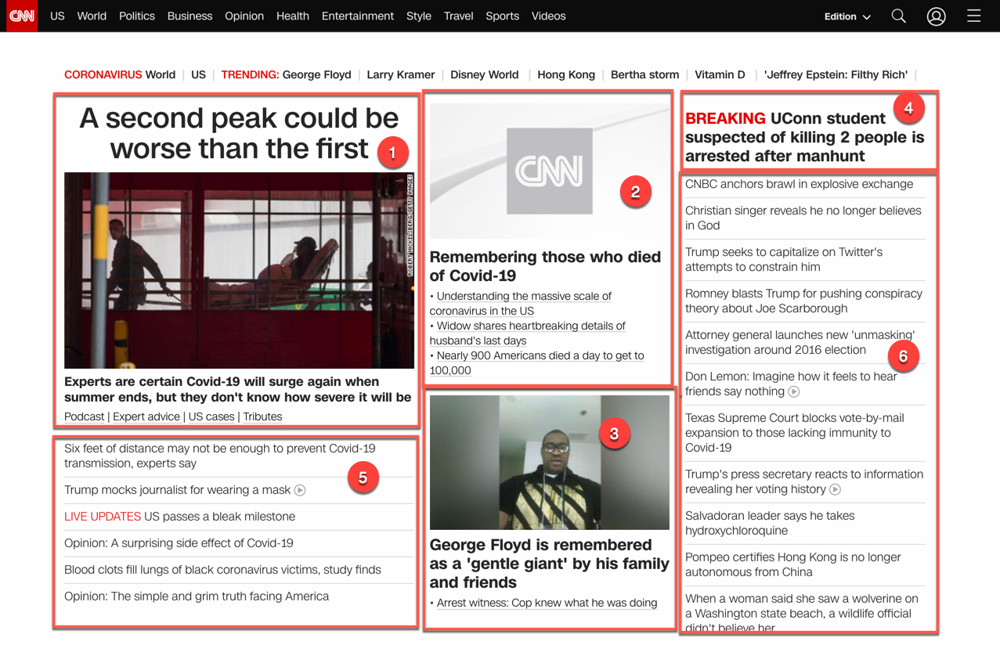 CNN US World Politics Business Opinion Health Entertainment Style Travel Sports Videos Edition
CORONAVIRUS World | US | TRENDING: George Floyd | Larry Kramer | Disney World | Hong Kong | Bertha storm | Vitamin D | 'Jeffrey Epstein: Filthy Rich' |
A second peak could be
worse than the first
1
ROBERT NICKELSBERG/GETTY IMAGES
Experts are certain Covid-19 will surge again when
summer ends, but they don't know how severe it will be
Podcast | Expert advice | US cases | Tributes
Six feet of distance may not be enough to prevent Covid-19
transmission, experts say
5
Trump mocks journalist for wearing a mask
LIVE UPDATES US passes a bleak milestone
Opinion: A surprising side effect of Covid-19
Blood clots fill lungs of black coronavirus victims, study finds
Opinion: The simple and grim truth facing America
CNN
2
Remembering those who died
of Covid-19
• Understanding the massive scale of
coronavirus in the US
• Widow shares heartbreaking details of
husband's last days
• Nearly 900 Americans died a day to get to
100,000
3
George Floyd is remembered
as a 'gentle giant' by his family
and friends
• Arrest witness: Cop knew what he was doing
4
BREAKING UConn student
suspected of killing 2 people is
arrested after manhunt
CNBC anchors brawl in explosive exchange
Christian singer reveals he no longer believes
in God
Trump seeks to capitalize on Twitter's
attempts to constrain him
Romney blasts Trump for pushing conspiracy
theory about Joe Scarborough
Attorney general launches new 'unmasking'
investigation around 2016 election
6
Don Lemon: Imagine how it feels to hear
friends say nothing
Texas Supreme Court blocks vote-by-mail
expansion to those lacking immunity to
Covid-19
Trump's press secretary reacts to information
revealing her voting history
Salvadoran leader says he takes
hydroxychloroquine
Pompeo certifies Hong Kong is no longer
autonomous from China
When a woman said she saw a wolverine on
a Washington state beach, a wildlife official
didn't believe her